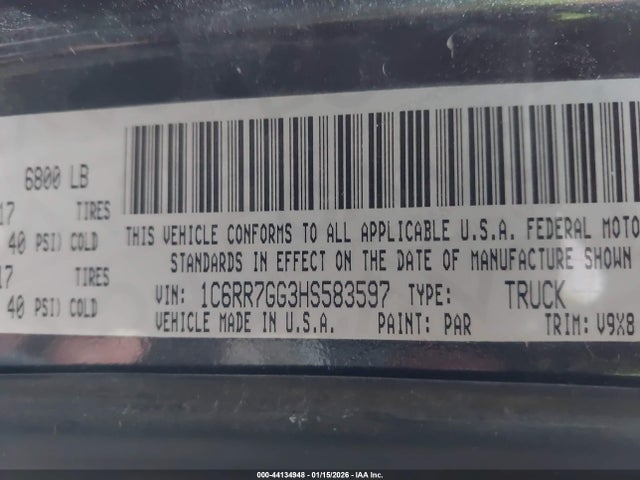 6800 LB
17 TIRES
40 PSI) COLD
17 TIRES
40 PSI) COLD
THIS VEHICLE CONFORMS TO ALL APPLICABLE U.S.A. FEDERAL MOTO
STANDARDS IN EFFECT ON THE DATE OF MANUFACTURE SHOWN
VIN: 1C6RR7GG3HS583597 TYPE: TRUCK
VEHICLE MADE IN U.S.A. PAINT: PAR TRIM: V9X8
000-44134948 - 01/15/2026 - IAA Inc.